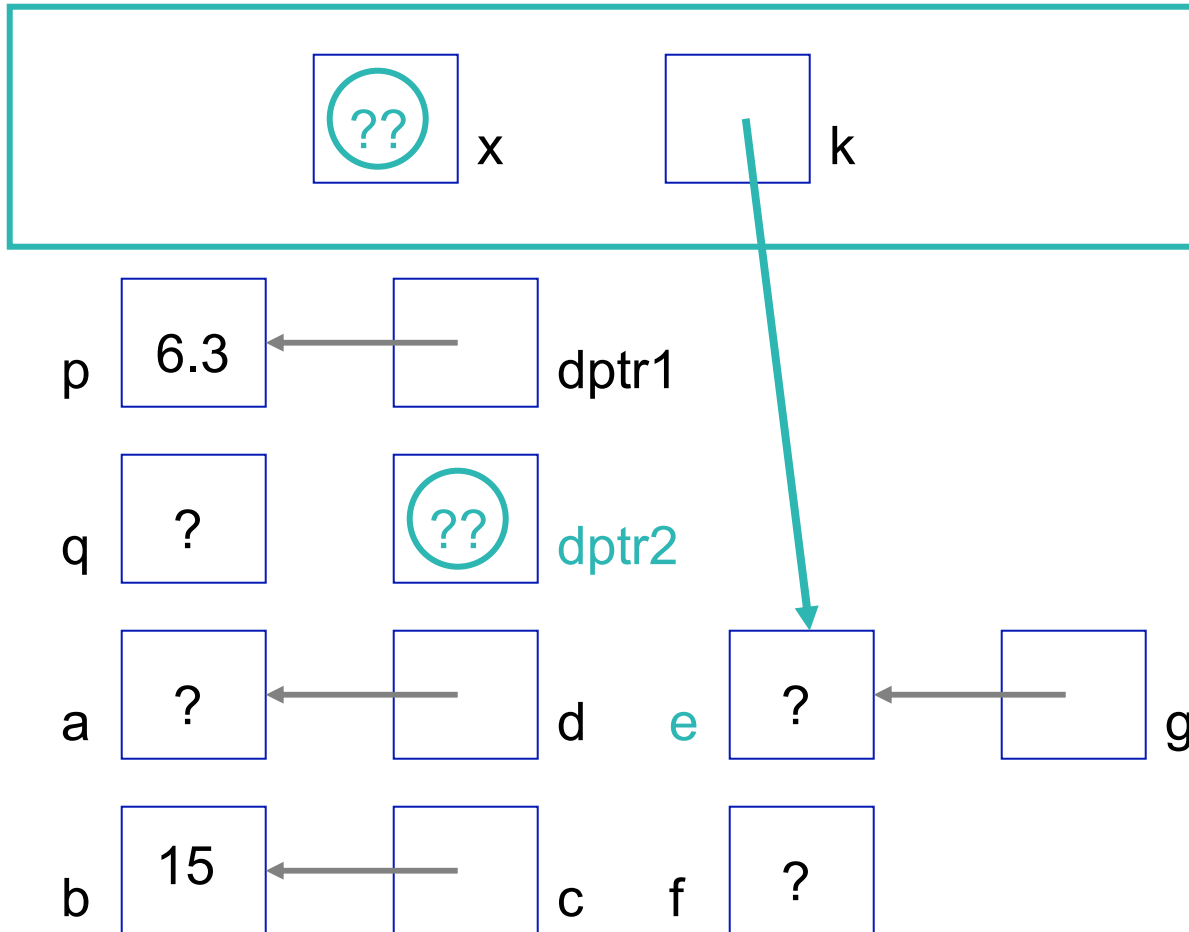 ?? x k
p 6.3 dptr1
q ? ?? dptr2
a ? d e ? g
b 15 c f ?